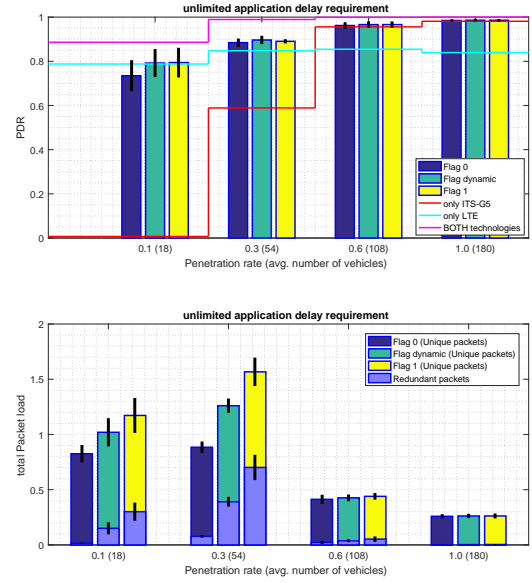 unlimited application delay requirement
1
0.8
0.6
0.4
0.2
0
PDR
Flag 0
Flag dynamic
Flag 1
only ITS-G5
only LTE
BOTH technologies
0.1 (18)
0.3 (54)
0.6 (108)
1.0 (180)
Penetration rate (avg. number of vehicles)
unlimited application delay requirement
2
1.5
1
0.5
0
total Packet load
Flag 0 (Unique packets)
Flag dynamic (Unique packets)
Flag 1 (Unique packets)
Redundant packets
0.1 (18)
0.3 (54)
0.6 (108)
1.0 (180)
Penetration rate (avg. number of vehicles)